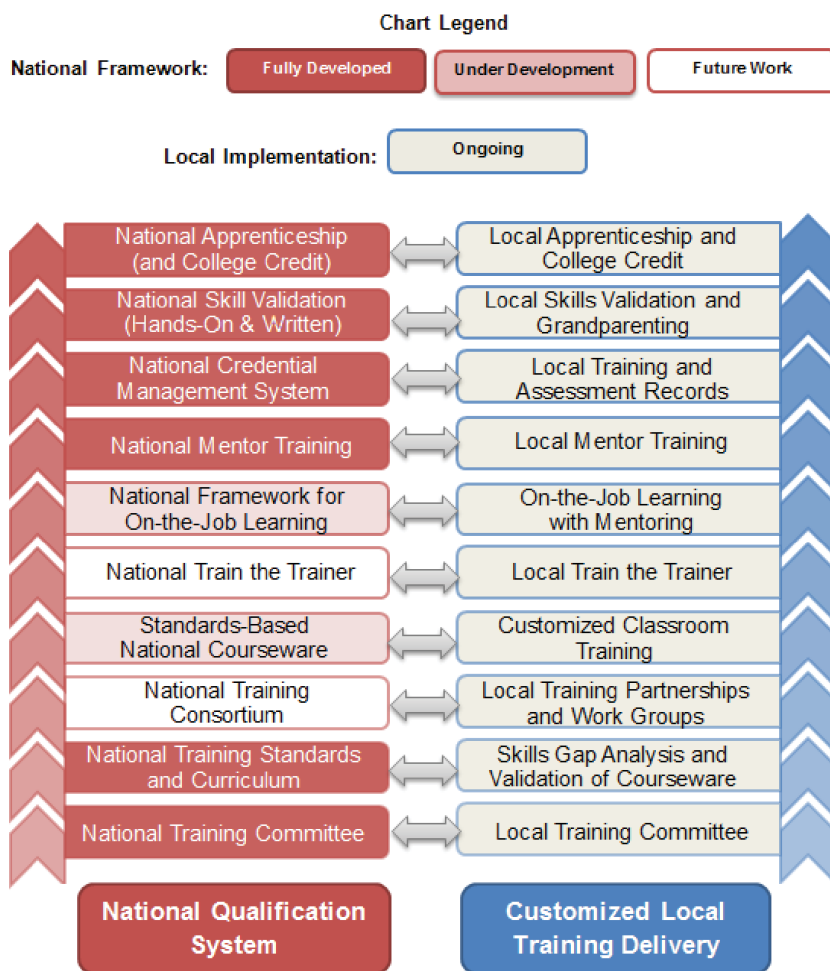 Chart Legend
National Framework:
Fully Developed
Under Development
Future Work
Local Implementation:
Ongoing
National Apprenticeship
(and College Credit)
Local Apprenticeship and
College Credit
National Skill Validation
(Hands-On & Written)
Local Skills Validation and
Grandparenting
National Credential
Management System
Local Training and
Assessment Records
National Mentor Training
Local Mentor Training
National Framework for
On-the-Job Learning
On-the-Job Learning
with Mentoring
National Train the Trainer
Local Train the Trainer
Standards-Based
National Courseware
Customized Classroom
Training
National Training
Consortium
Local Training Partnerships
and Work Groups
National Training Standards
and Curriculum
Skills Gap Analysis and
Validation of Courseware
National Training Committee
Local Training Committee
National Qualification
System
Customized Local
Training Delivery